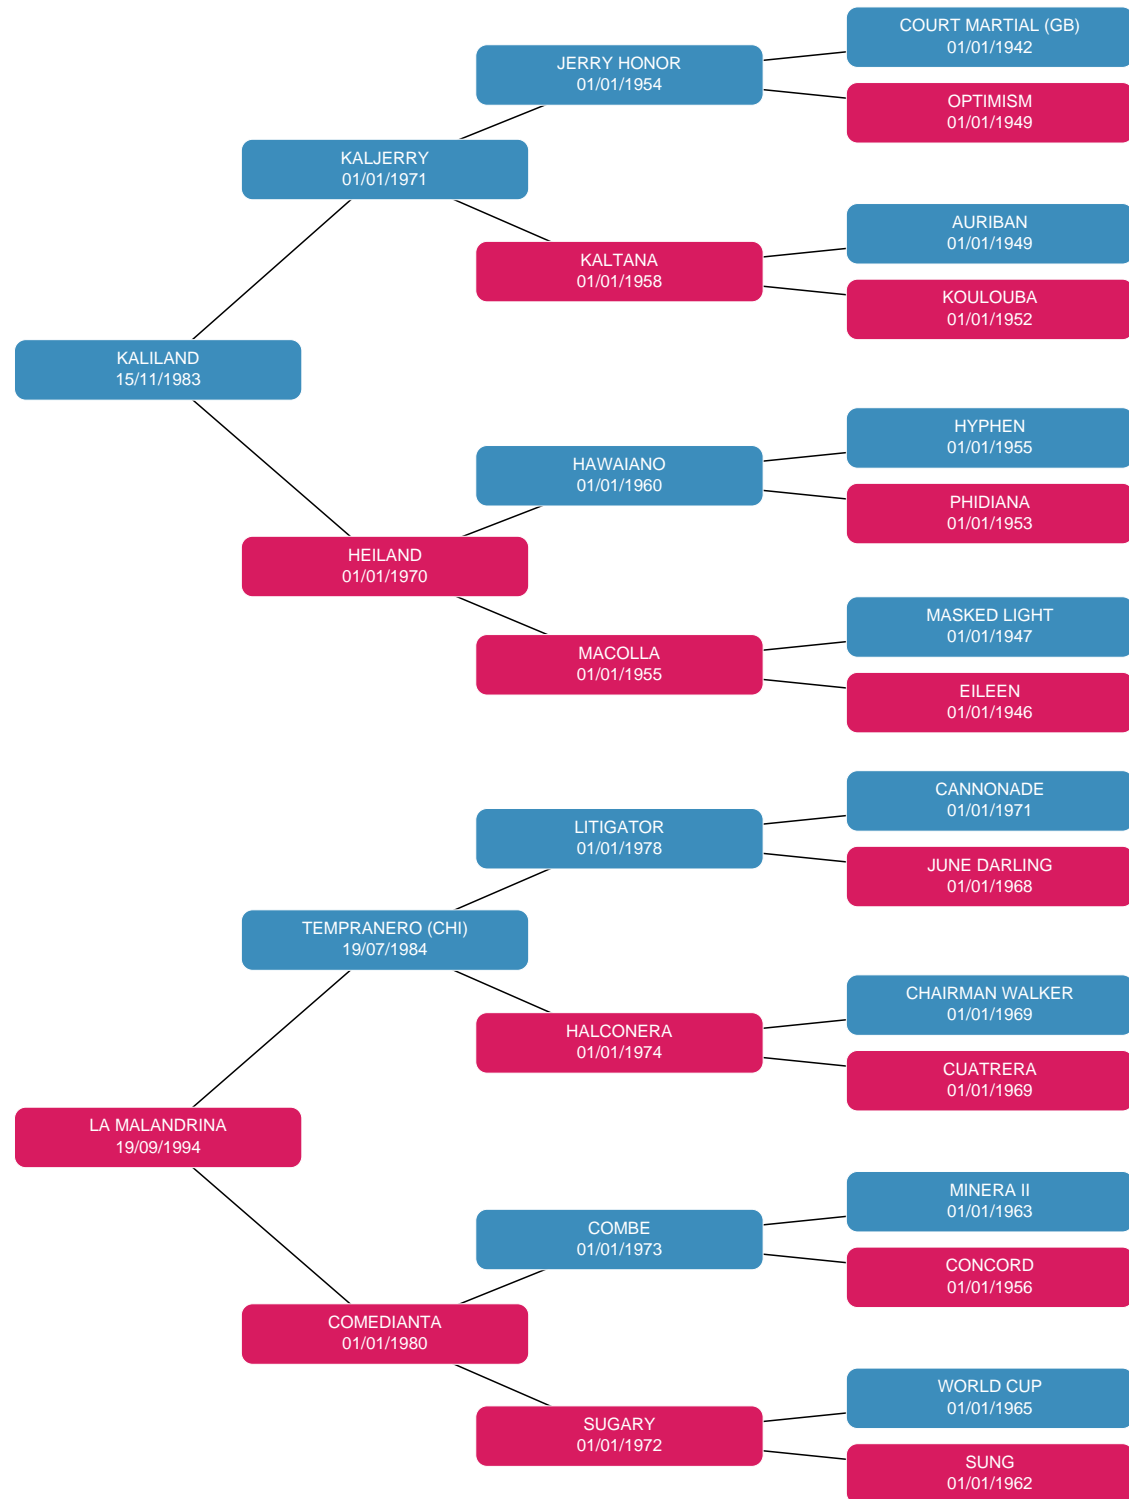 COURT MARTIAL (GB)
01/01/1942
JERRY HONOR
01/01/1954
OPTIMISM
01/01/1949
KALJERRY
01/01/1971
AURIBAN
01/01/1949
KALTANA
01/01/1958
KOULOUBA
01/01/1952
KALILAND
15/11/1983
HYPHEN
01/01/1955
HAWAIANO
01/01/1960
PHIDIANA
01/01/1953
HEILAND
01/01/1970
MASKED LIGHT
01/01/1947
MACOLLA
01/01/1955
EILEEN
01/01/1946
CANNONADE
01/01/1971
LITIGATOR
01/01/1978
JUNE DARLING
01/01/1968
TEMPRANERO (CHI)
19/07/1984
CHAIRMAN WALKER
01/01/1969
HALCONERA
01/01/1974
CUATRERA
01/01/1969
LA MALANDRINA
19/09/1994
MINERA II
01/01/1963
COMBE
01/01/1973
CONCORD
01/01/1956
COMEDIANTA
01/01/1980
WORLD CUP
01/01/1965
SUGARY
01/01/1972
SUNG
01/01/1962